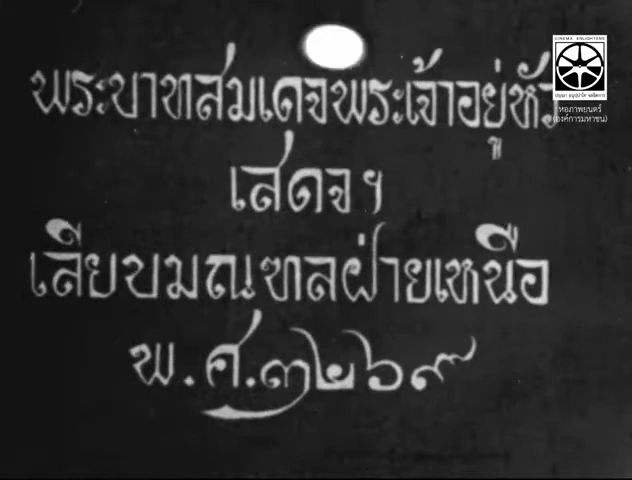 พระบาทสมเดจพระเจ้าอยู่หัว
เสดจฯ
เลียบมณฑลฝ่ายเหนือ
พ.ศ.๓๒๖๙
CINEMA ENLIGHTENS
หอภาพยนตร์
(องค์การมหาชน)